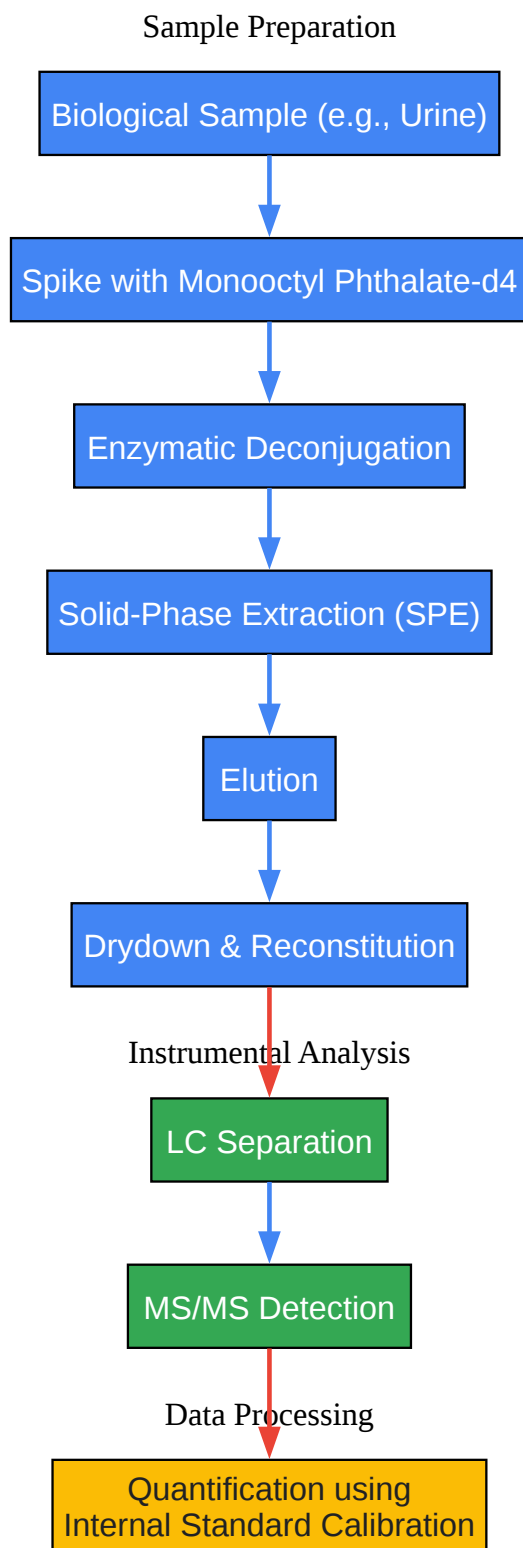 Sample Preparation
Biological Sample (e.g., Urine)
Spike with Monooctyl Phthalate-d4
Enzymatic Deconjugation
Solid-Phase Extraction (SPE)
Elution
Drydown & Reconstitution
Instrumental Analysis
LC Separation
MS/MS Detection
Data Processing
Quantification using
Internal Standard Calibration